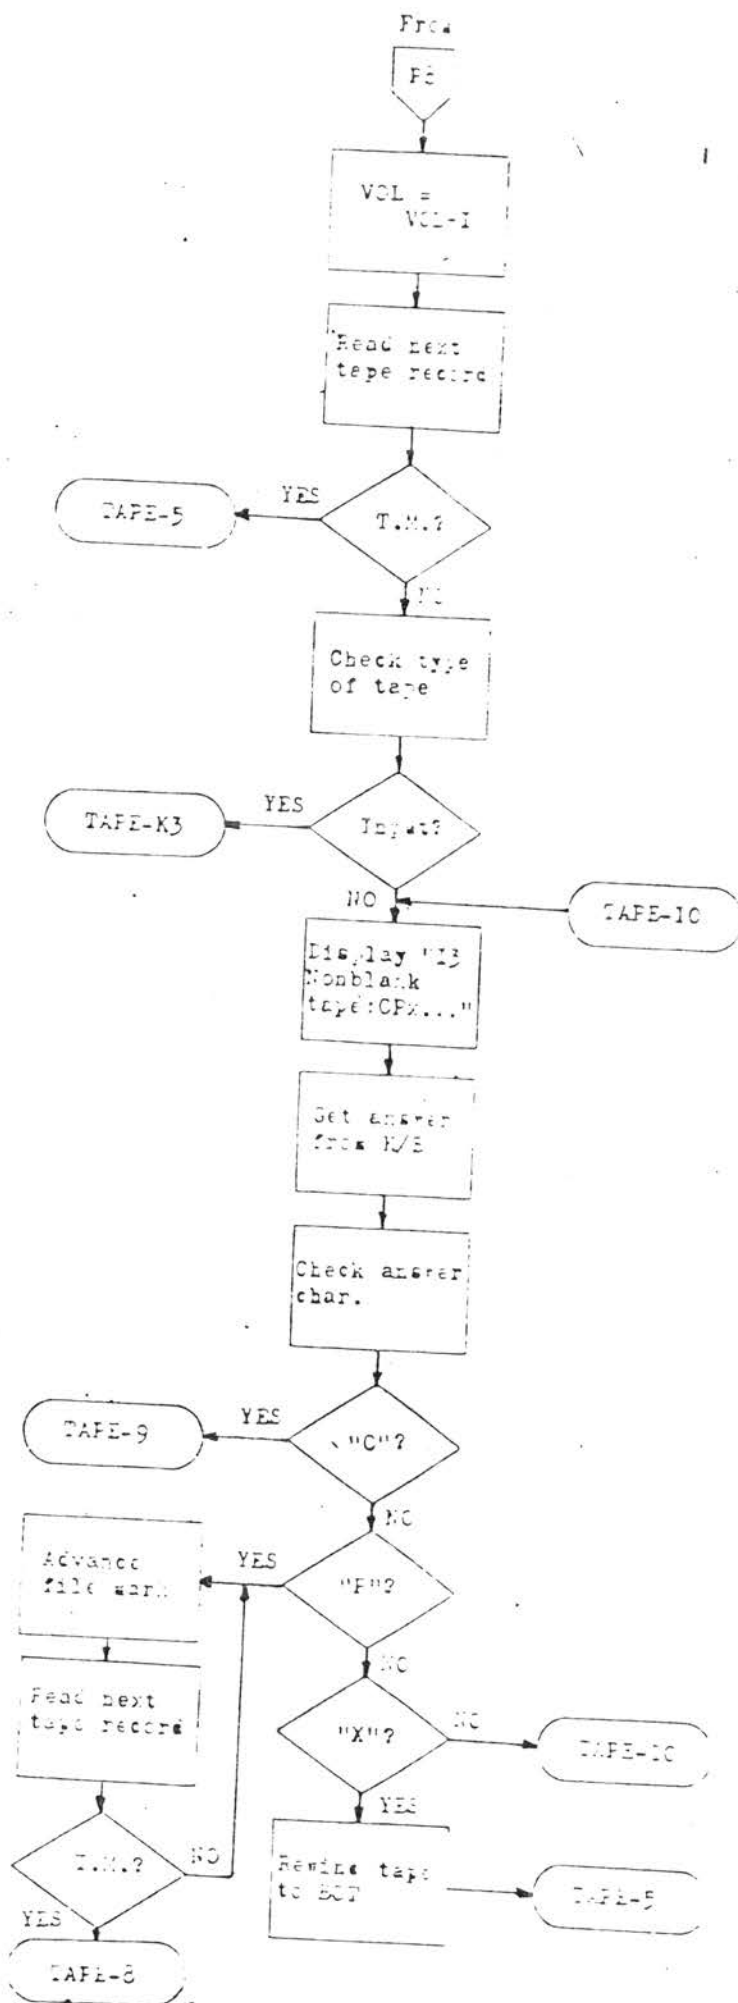 From
VOL =
VOL-I
Read next
tape record
YES
TAPE-5
T.M.?
NO
Check type
of tape
YES
TAPE-K3
Input?
NO
TAPE-10
Display "I3
Nonblank
tape:CPX..."
Get answer
from K/B
Check answer
char.
YES
TAPE-9
"C"?
NO
Advance
file mark
YES
"P"?
NO
Read next
tape record
"X"?
NO
TAPE-10
YES
T.M.?
NO
Rewind tape
to BOT
TAPE-5
YES
TAPE-8